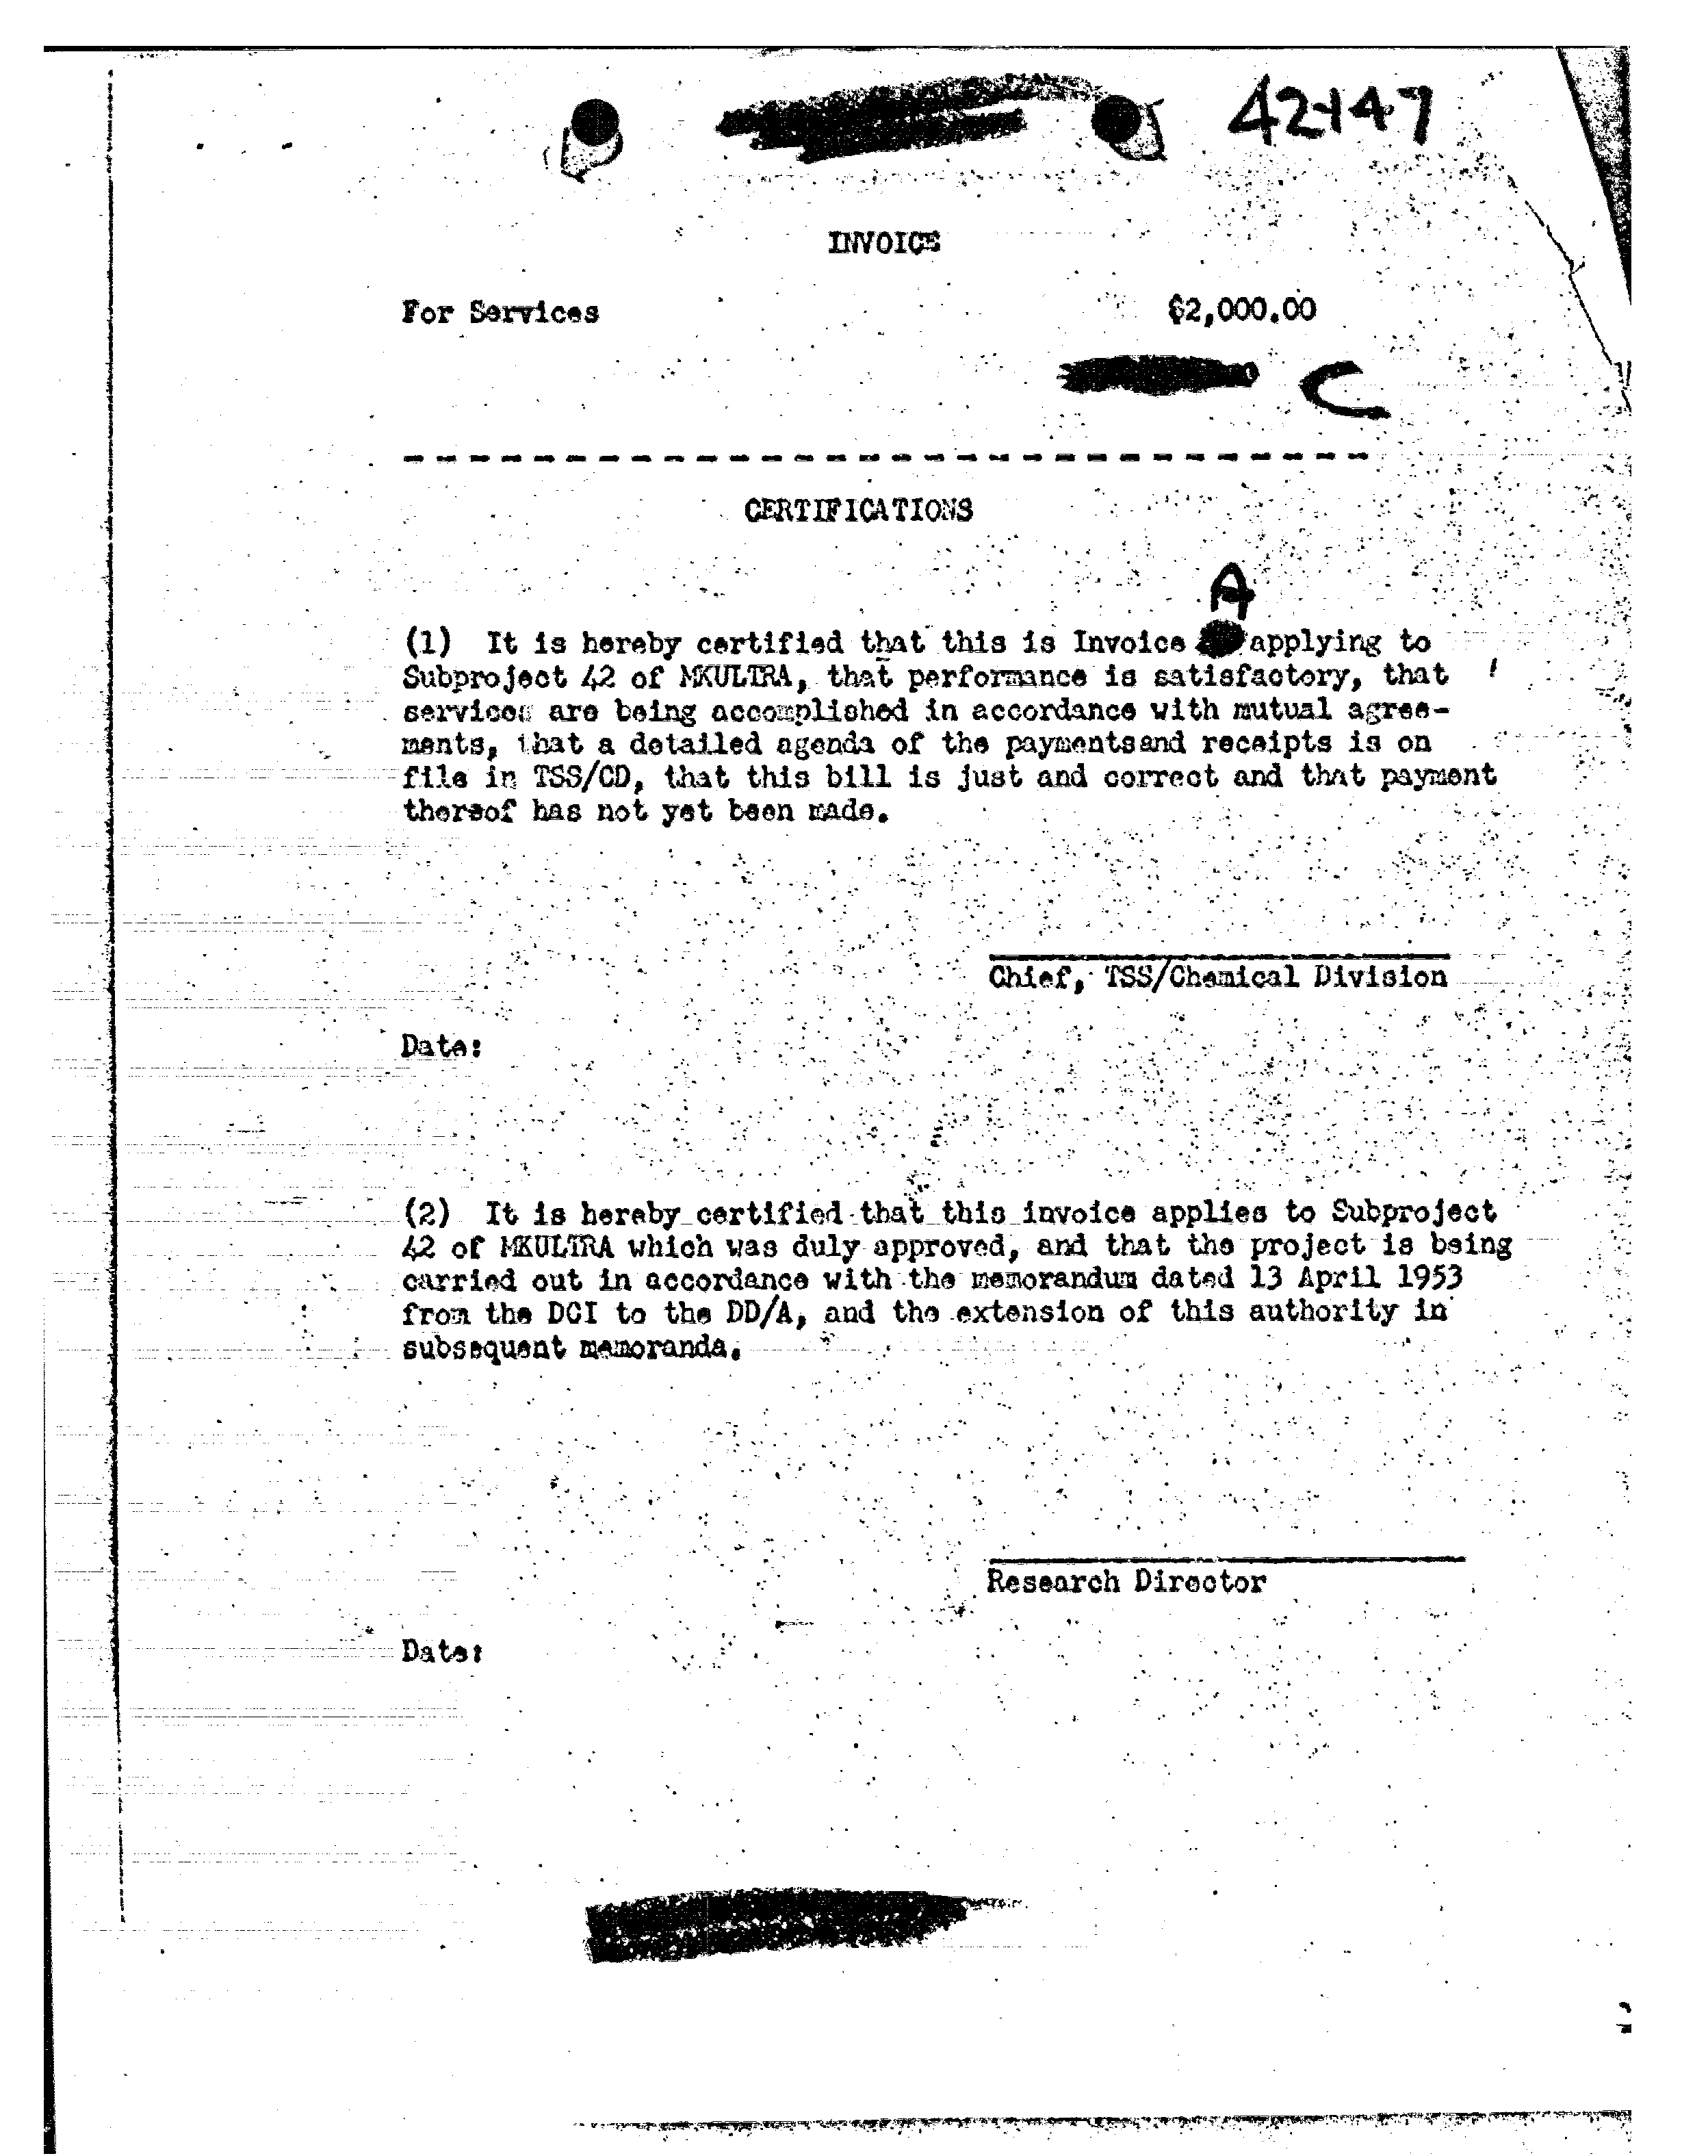 42-147
INVOICE
For Services $2,000.00
C
CERTIFICATIONS
A
(1) It is hereby certified that this is Invoice applying to
Subproject 42 of MKULTRA, that performance is satisfactory, that
services are being accomplished in accordance with mutual agree-
ments, that a detailed agenda of the paymentsand receipts is on
file in TSS/CD, that this bill is just and correct and that payment
thereof has not yet been made.
Chief, TSS/Chemical Division
Date:
(2) It is hereby certified that this invoice applies to Subproject
42 of MKULTRA which was duly approved, and that the project is being
carried out in accordance with the memorandum dated 13 April 1953
from the DCI to the DD/A, and the extension of this authority in
subsequent memoranda.
Research Director
Date: